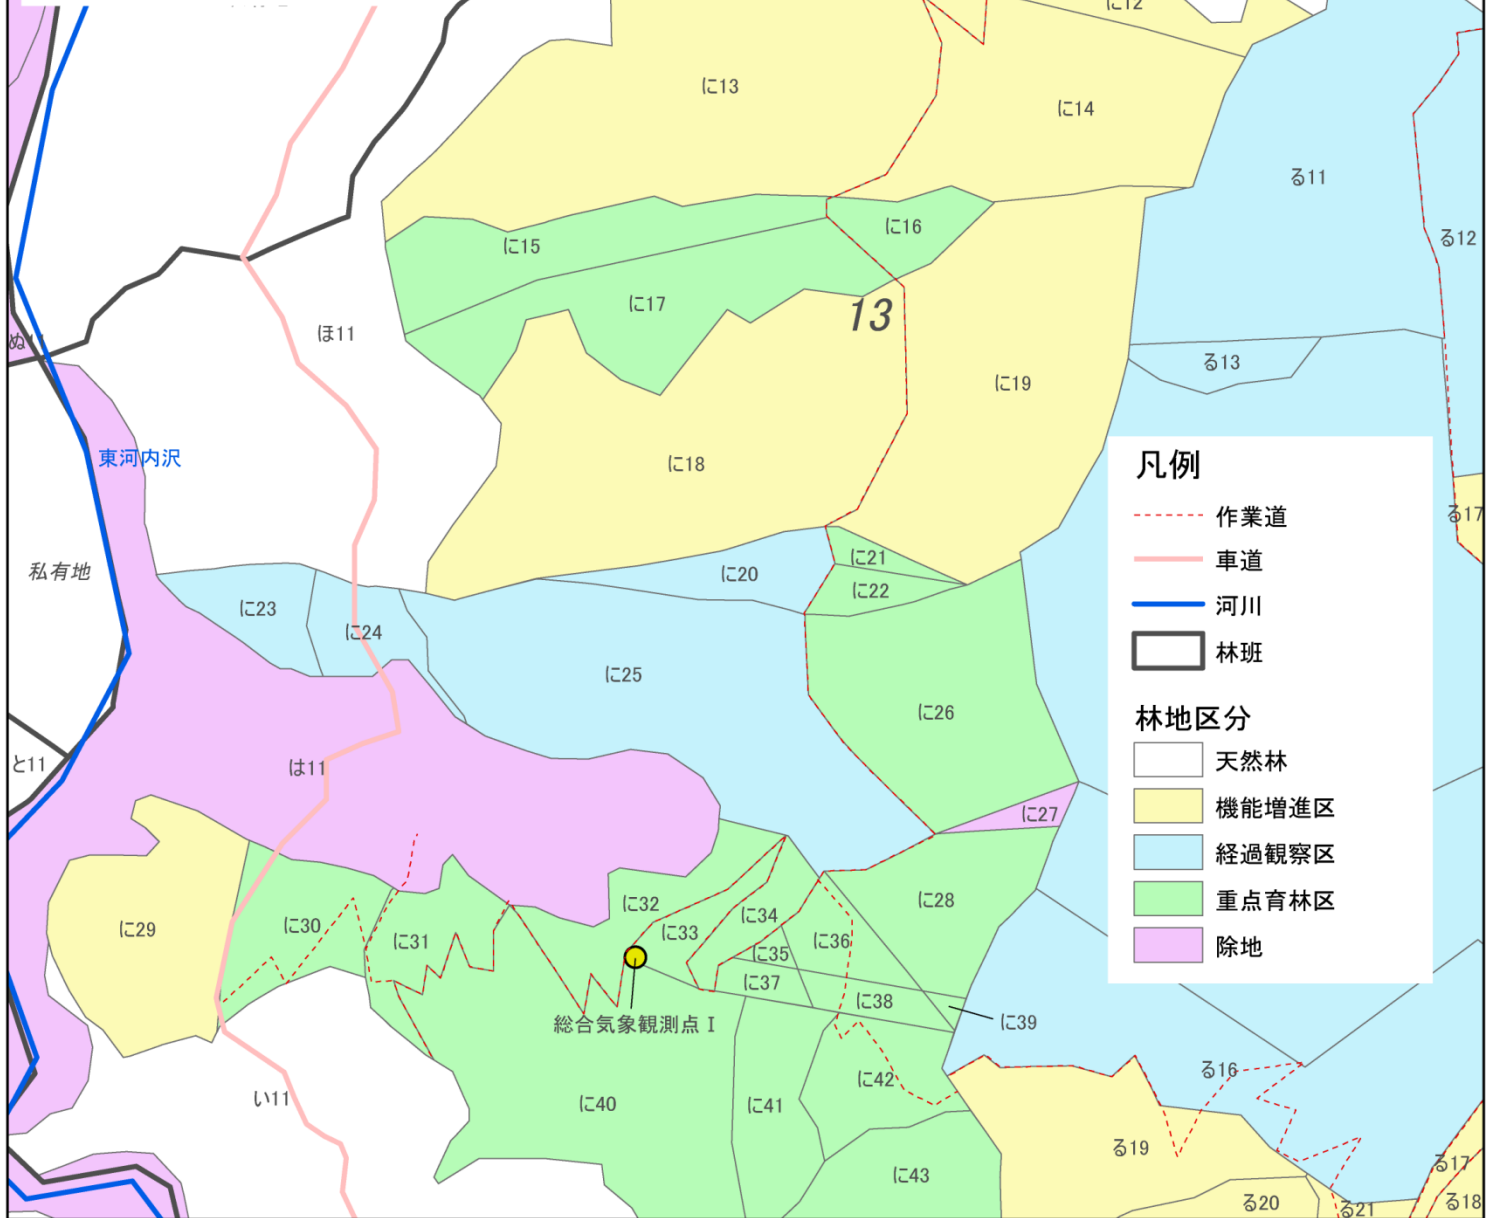 に12
に13
に14
る11
に15
に16
る12
に17
13
ほ11
る13
に19
東河内沢
に18
凡例
作業道
る17
車道
私有地
に21
に20
に22
河川
に23
に24
林班
に25
に26
林地区分
と11
は11
天然林
に27
機能増進区
経過観察区
に32
に28
重点育林区
に29
に30
に31
に33
に34
に36
に35
除地
に37
に38
総合気象観測点Ⅰ
に39
い11
に40
に41
に42
る16
る19
に43
る17
る20
る21
る18